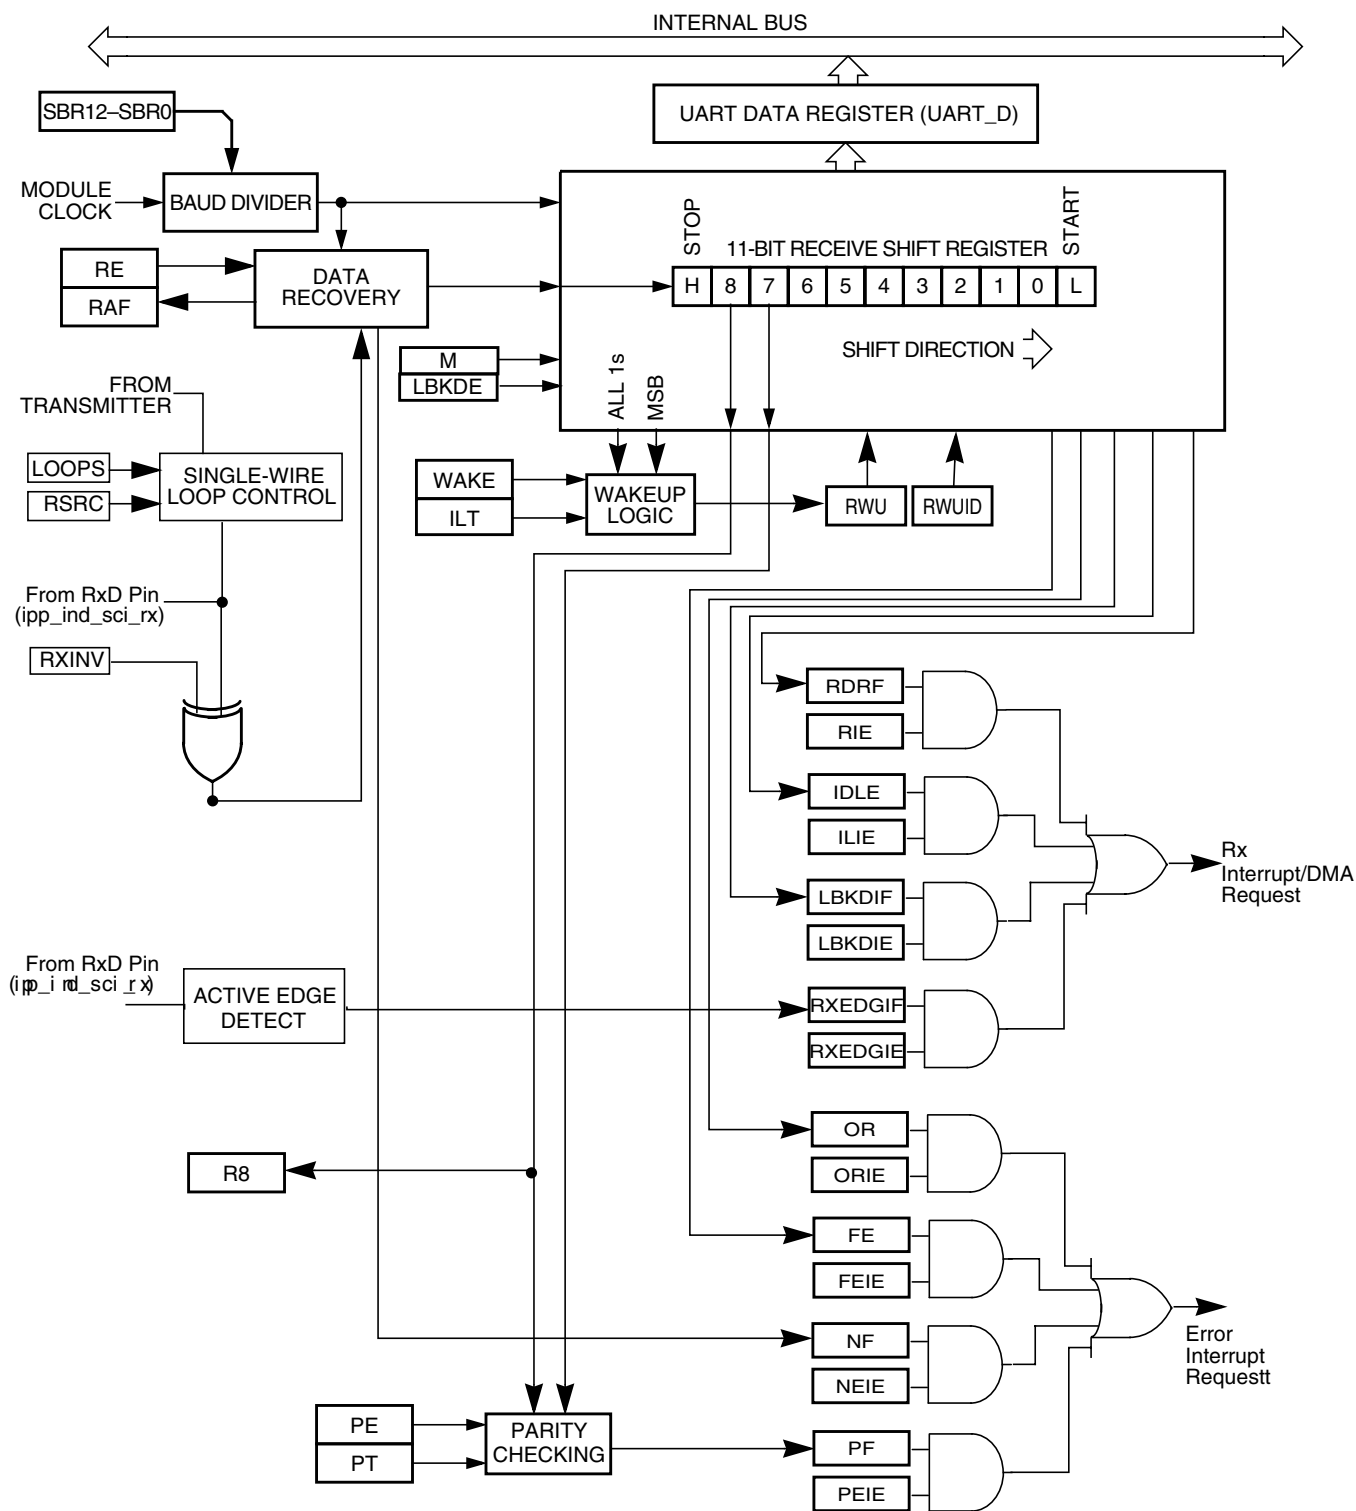 INTERNAL BUS
SBR12–SBR0
UART DATA REGISTER (UART_D)
MODULE
CLOCK
BAUD DIVIDER
RE
RAF
DATA
RECOVERY
STOP
11-BIT RECEIVE SHIFT REGISTER
START
H 8 7 6 5 4 3 2 1 0 L
SHIFT DIRECTION
M
LBKDE
ALL 1s
MSB
FROM
TRANSMITTER
LOOPS
RSRC
SINGLE-WIRE
LOOP CONTROL
WAKE
ILT
WAKEUP
LOGIC
RWU
RWUID
From RxD Pin
(ipp_ind_sci_rx)
RXINV
RDRF
RIE
IDLE
ILIE
LBKDIF
LBKDIE
Rx
Interrupt/DMA
Request
From RxD Pin
(ipp_ind_sci_rx)
ACTIVE EDGE
DETECT
RXEDGIF
RXEDGIE
OR
ORIE
R8
FE
FEIE
NF
NEIE
Error
Interrupt
Requestt
PE
PT
PARITY
CHECKING
PF
PEIE